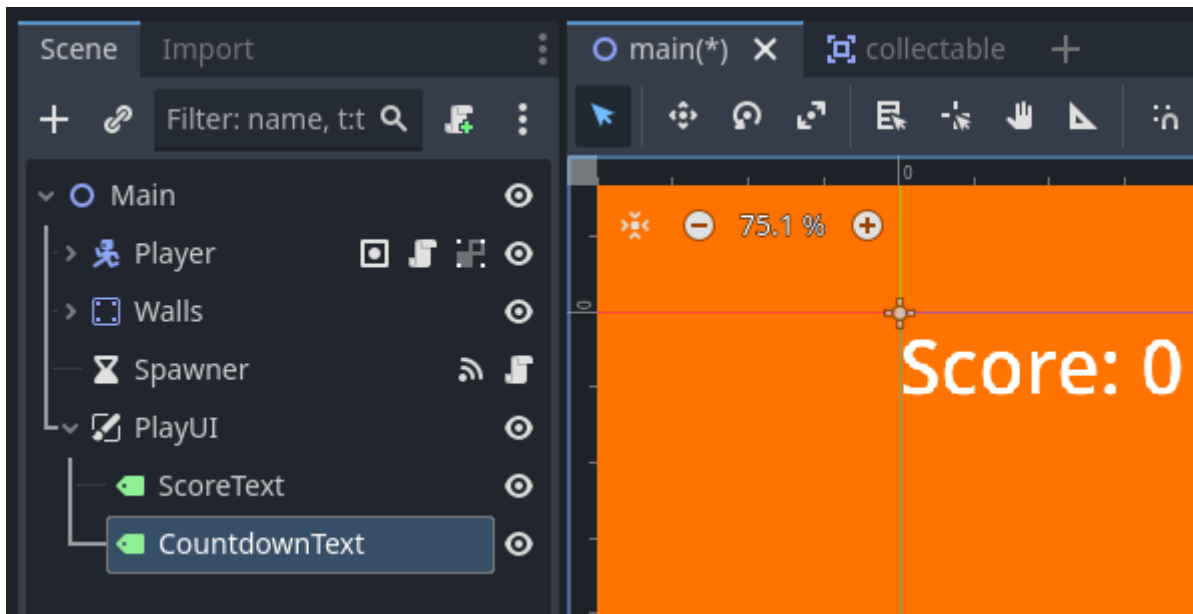 Scene Import
main(*) collectable
Filter: name, t:t
Main
0
75.1 %
Player
Walls
0
Score: 0
Spawner
PlayUI
ScoreText
CountdownText